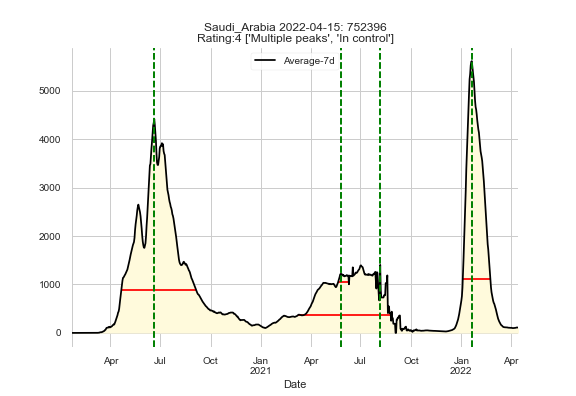 Saudi_Arabia 2022-04-15: 752396
Rating:4 ['Multiple peaks', 'In control']
Average-7d
5000
4000
3000
2000
1000
0
Apr Jul Oct Jan Apr Jul Oct Jan Apr
2021 2022
Date